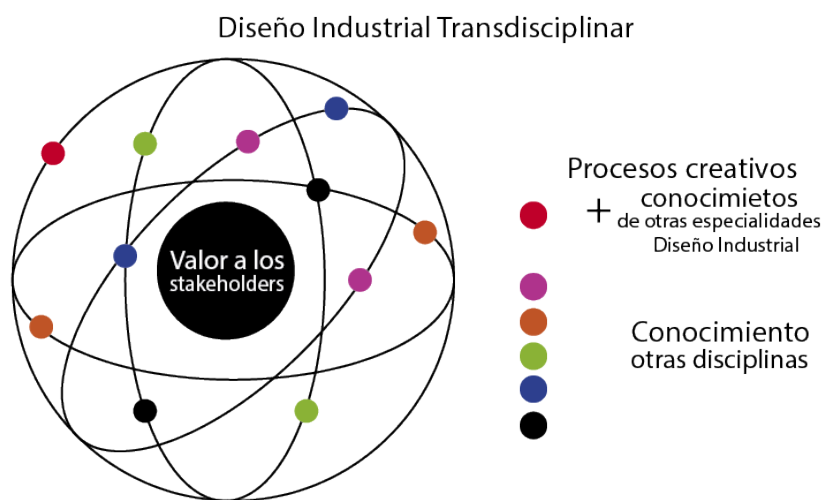 Diseño Industrial Transdisciplinar
Valor a los
stakeholders
Procesos creativos
+ conocimietos
de otras especialidades
Diseño Industrial
Conocimiento
otras disciplinas